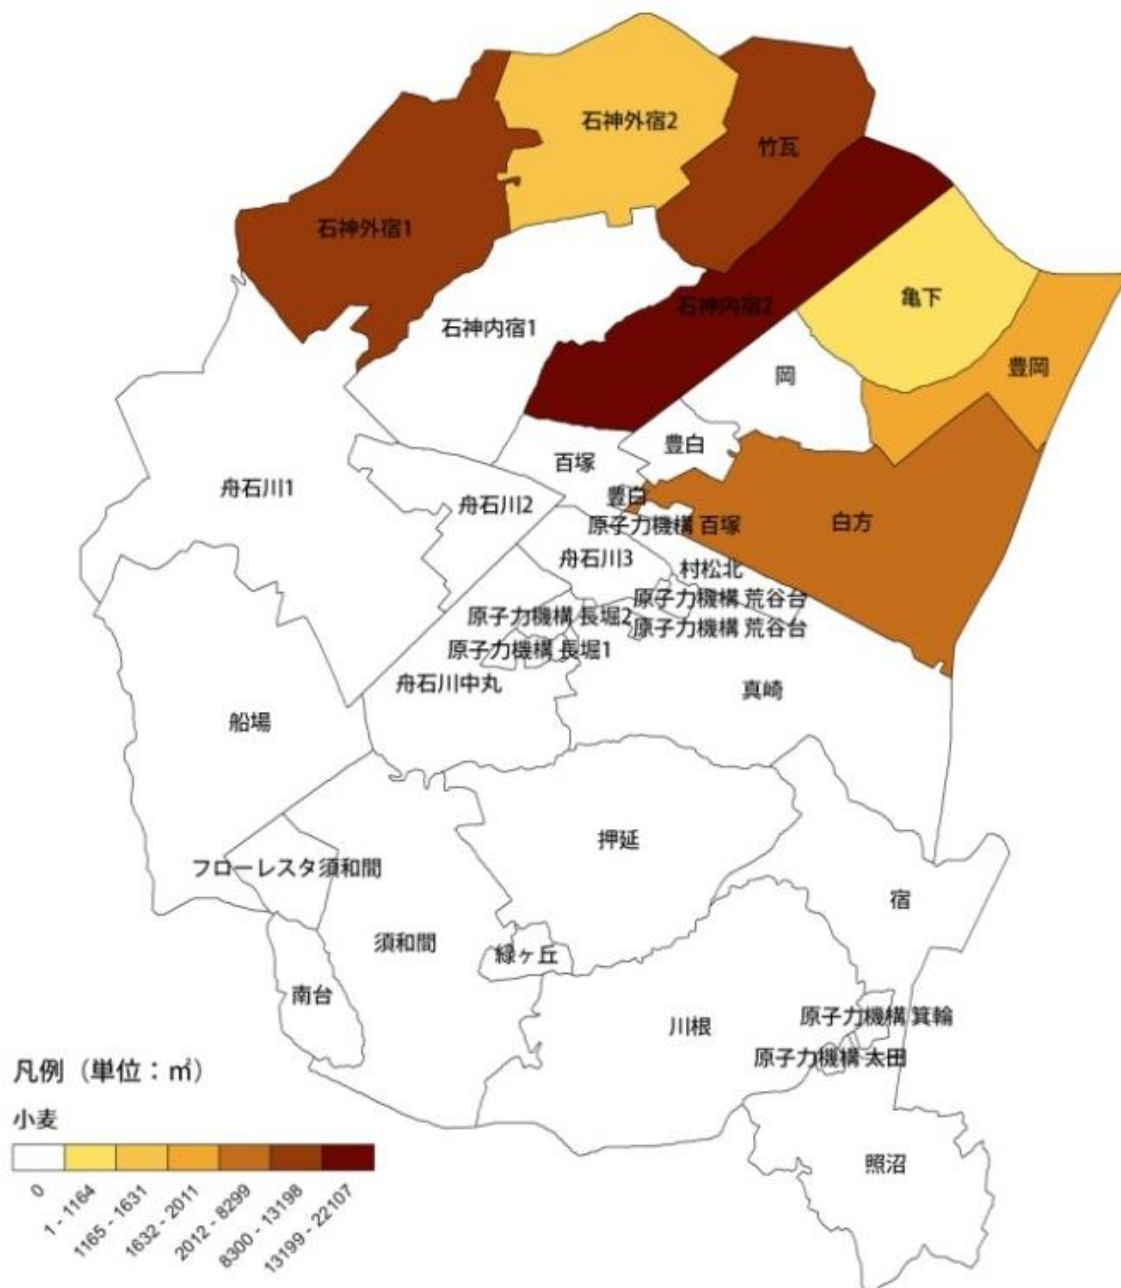 石神外宿2
竹瓦
石神外宿1
亀下
石神内宿2
石神内宿1
豊岡
岡
豊白
百塚
舟石川1
豊白
舟石川2
白方
原子力機構 百塚
舟石川3
村松北
原子力機構 荒谷台
原子力機構 長堀2
原子力機構 荒谷台
原子力機構 長堀1
舟石川中丸
真崎
船場
押延
フローレスタ須和間
宿
須和間
緑ヶ丘
南台
原子力機構 箕輪
川根
原子力機構 太田
照沼
凡例(単位:㎡)
小麦
0
1 - 1164
1165 - 1631
1632 - 2011
2012 - 8299
8300 - 13198
13199 - 22107